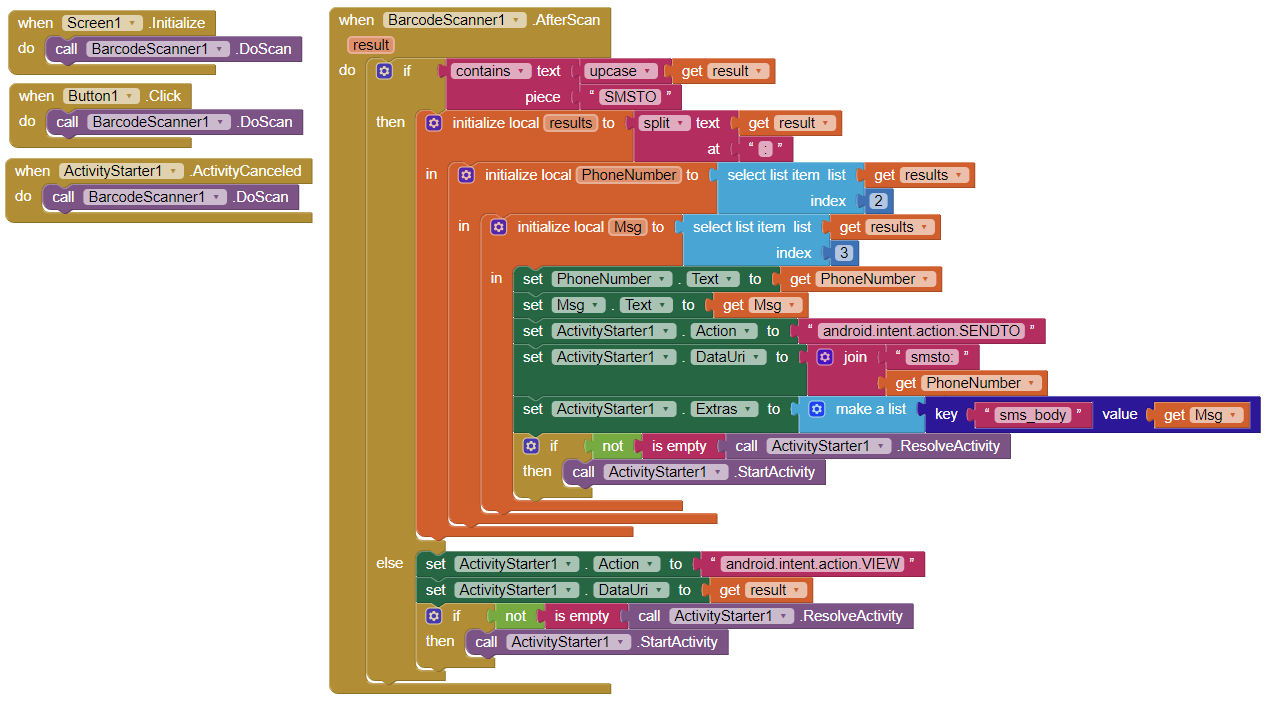 when Screen1 .Initialize
do call BarcodeScanner1 .DoScan
when Button1 .Click
do call BarcodeScanner1 .DoScan
when ActivityStarter1 .ActivityCanceled
do call BarcodeScanner1 .DoScan
when BarcodeScanner1 .AfterScan
result
do if contains text upcase get result
piece “ SMSTO ”
then initialize local results to split text get result
at “ : ”
in initialize local PhoneNumber to select list item list get results
index 2
in initialize local Msg to select list item list get results
index 3
in set PhoneNumber . Text to get PhoneNumber
set Msg . Text to get Msg
set ActivityStarter1 . Action to “ android.intent.action.SENDTO ”
set ActivityStarter1 . DataUri to join “ smsto: ”
get PhoneNumber
set ActivityStarter1 . Extras to make a list key “ sms_body ” value get Msg
if not is empty call ActivityStarter1 .ResolveActivity
then call ActivityStarter1 .StartActivity
else set ActivityStarter1 . Action to “ android.intent.action.VIEW ”
set ActivityStarter1 . DataUri to get result
if not is empty call ActivityStarter1 .ResolveActivity
then call ActivityStarter1 .StartActivity